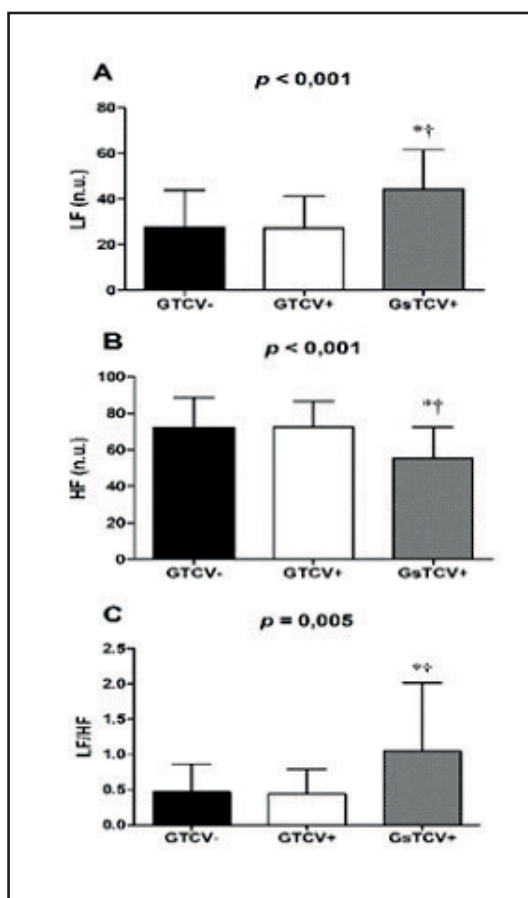 A
p < 0,001
80
60
40
20
0
LF (n.u.)
*†
GTCV- GTCV+ GsTCV+
B
p < 0,001
100
80
60
40
20
0
HF (n.u.)
*†
GTCV- GTCV+ GsTCV+
C
p = 0,005
2.5
2.0
1.5
1.0
0.5
0.0
LF/HF
*†
GTCV- GTCV+ GsTCV+